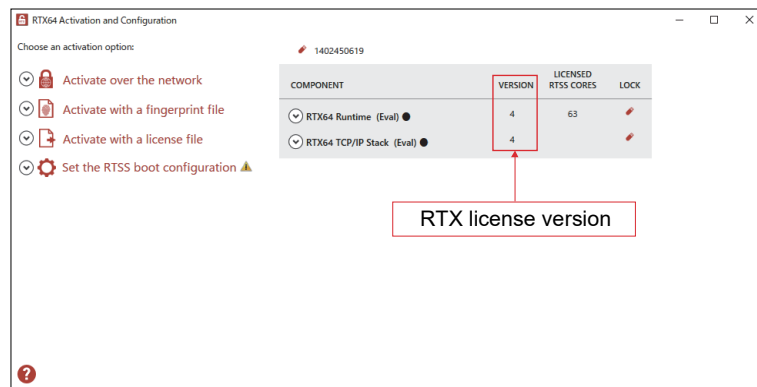 RTX64 Activation and Configuration
Choose an activation option:
1402450619
Activate over the network
Activate with a fingerprint file
Activate with a license file
Set the RTSS boot configuration
COMPONENT VERSION LICENSED RTSS CORES LOCK
RTX64 Runtime (Eval) 4 63
RTX64 TCP/IP Stack (Eval) 4
RTX license version
?